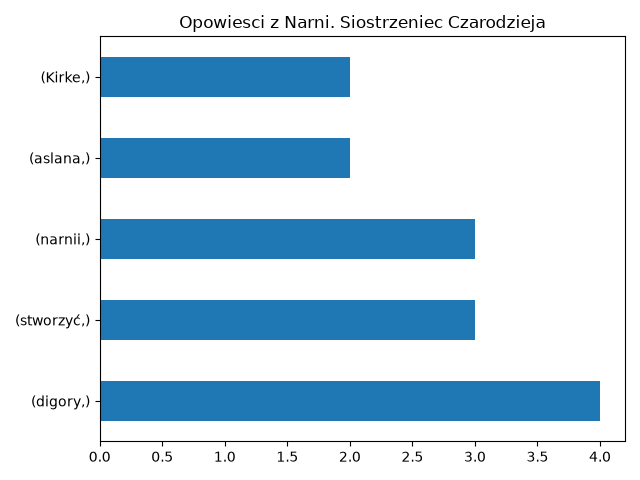 Opowiesci z Narni. Siostrzeniec Czarodzieja
(Kirke,)
(aslana,)
(narnii,)
(stworzyć,)
(digory,)
0.0 0.5 1.0 1.5 2.0 2.5 3.0 3.5 4.0